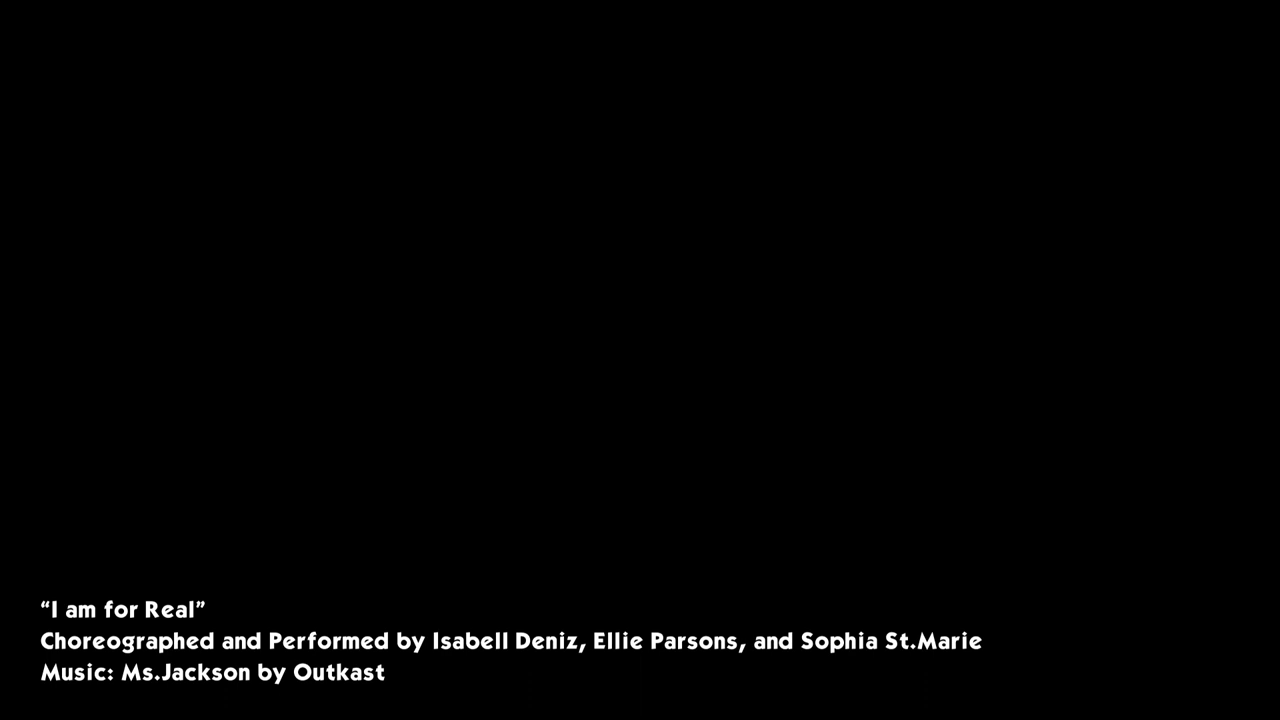 “I am for Real”
Choreographed and Performed by Isabell Deniz, Ellie Parsons, and Sophia St.Marie
Music: Ms.Jackson by Outkast